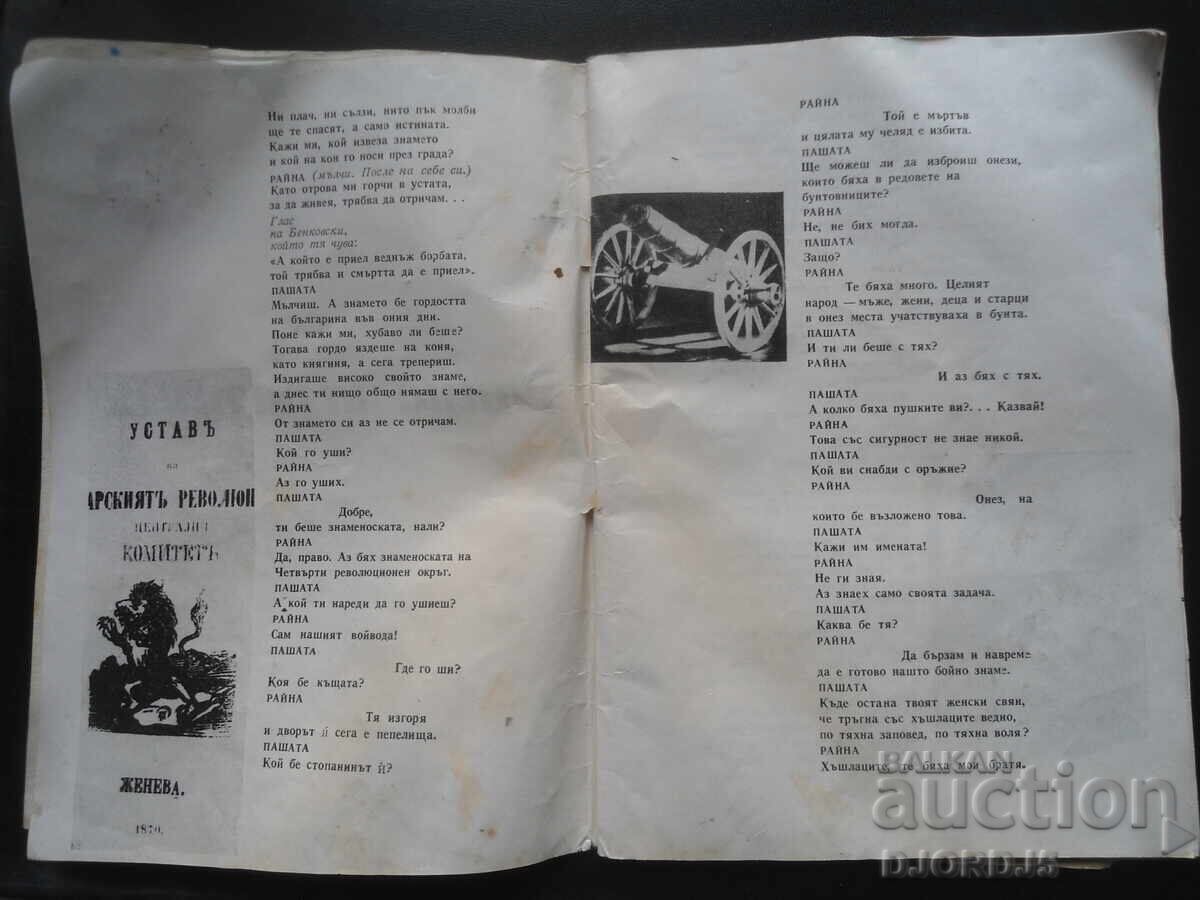 УСТАВЪ
на
АРСКИЯТЪ РЕВОЛЮЦИ
ЦЕНТРАЛЕН
КОМИТЕТЪ
ЖЕНЕВА.
1870.
Ни плач, ни сълзи, нито пък молби
ще те спасят, а само истината.
Кажи мя, кой извеза знамето
и кой на кон го носи през града?
РАЙНА (мълчи. После на себе си.)
Като отрова ми горчи в устата,
за да живея, трябва да отричам. . .
Глас
на Бенковски,
който тя чува:
«А който е приел веднъж борбата,
той трябва и смъртта да е приел».
ПАШАТА
Мълчиш. А знамето бе гордостта
на българина във ония дни.
Поне кажи ми, хубаво ли беше?
Тогава гордо яздеше на коня,
като княгиня, а сега трепериш.
Издигаше високо свойто знаме,
а днес ти нищо общо нямаш с него.
РАЙНА
От знамето си аз не се отричам.
ПАШАТА
Кой го уши?
РАЙНА
Аз го уших.
ПАШАТА
Добре,
ти беше знаменоската, нали?
РАЙНА
Да, право. Аз бях знаменоската на
Четвърти революционен окръг.
ПАШАТА
А кой ти нареди да го ушиеш?
РАЙНА
Сам нашият войвода!
ПАШАТА
Где го ши?
Коя бе къщата?
РАЙНА
Тя изгоря
и дворът ѝ сега е пепелища.
ПАШАТА
Кой бе стопанинът ѝ?
РАЙНА
Той е мъртъв
и цялата му челяд е избита.
ПАШАТА
Ще можеш ли да изброиш онези,
които бяха в редовете на
бунтовниците?
РАЙНА
Не, не бих могла.
ПАШАТА
Защо?
РАЙНА
Те бяха много. Целият
народ — мъже, жени, деца и старци
в онез места учатствуваха в бунта.
ПАШАТА
И ти ли беше с тях?
РАЙНА
И аз бях с тях.
ПАШАТА
А колко бяха пушките ви?. . . Казвай!
РАЙНА
Това със сигурност не знае никой.
ПАШАТА
Кой ви снабди с оръжие?
РАЙНА
Онез, на
които бе възложено това.
ПАШАТА
Кажи им имената!
РАЙНА
Не ги зная.
Аз знаех само своята задача.
ПАШАТА
Каква бе тя?
РАЙНА
Да бързам и навреме
да е готово нашто бойно знаме.
ПАШАТА
Къде остана твоят женски свян,
че тръгна със хъшлаците ведно,
по тяхна заповед, по тяхна воля?
РАЙНА
Хъшлаците, те бяха мои братя.
BALKAN
auction
DJORDJ5